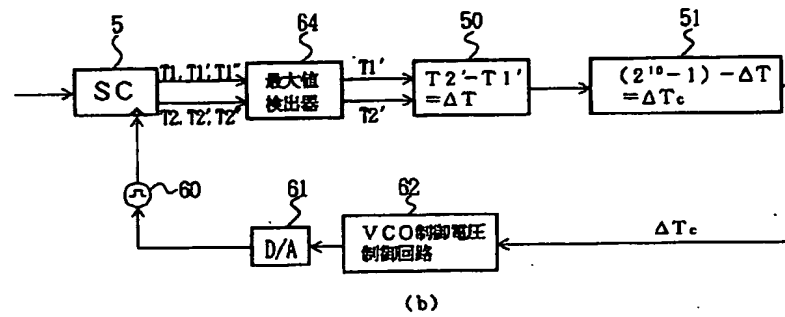 5
64
50
51
SC
T1, T1', T1"
T2, T2', T2"
最大値
検出器
T1'
T2'
T2'-T1'
=ΔT
(2¹⁰-1)-ΔT
=ΔTc
60
61
62
D/A
VCO制御電圧
制御回路
ΔTc
(b)